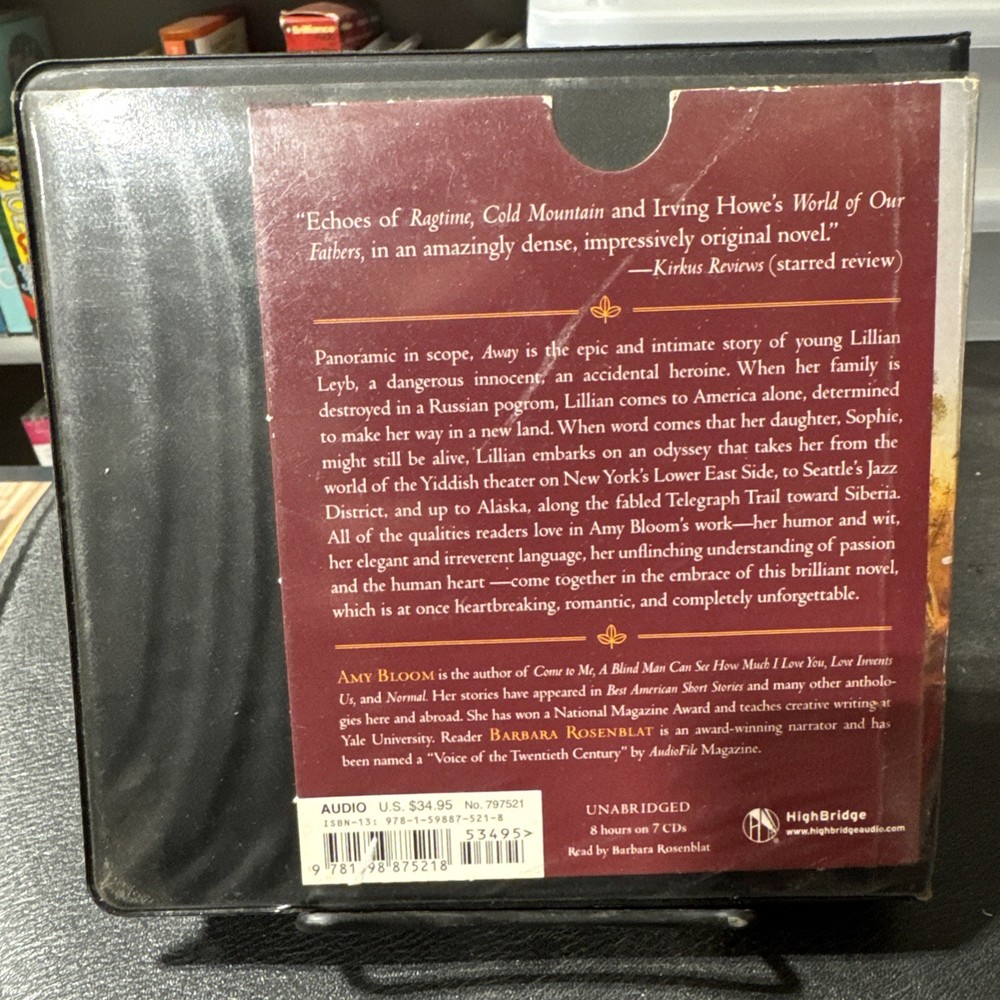 Brilliance
"Echoes of Ragtime, Cold Mountain and Irving Howe's World of Our
Fathers, in an amazingly dense, impressively original novel."
—Kirkus Reviews (starred review)
Panoramic in scope, Away is the epic and intimate story of young Lillian
Leyb, a dangerous innocent, an accidental heroine. When her family is
destroyed in a Russian pogrom, Lillian comes to America alone, determined
to make her way in a new land. When word comes that her daughter, Sophie,
might still be alive, Lillian embarks on an odyssey that takes her from the
world of the Yiddish theater on New York's Lower East Side, to Seattle's Jazz
District, and up to Alaska, along the fabled Telegraph Trail toward Siberia.
All of the qualities readers love in Amy Bloom's work—her humor and wit,
her elegant and irreverent language, her unflinching understanding of passion
and the human heart —come together in the embrace of this brilliant novel,
which is at once heartbreaking, romantic, and completely unforgettable.
AMY BLOOM is the author of Come to Me, A Blind Man Can See How Much I Love You, Love Invents
Us, and Normal. Her stories have appeared in Best American Short Stories and many other antholo-
gies here and abroad. She has won a National Magazine Award and teaches creative writing at
Yale University. Reader BARBARA ROSENBLAT is an award-winning narrator and has
been named a "Voice of the Twentieth Century" by AudioFile Magazine.
AUDIO U.S. $34.95 No. 797521
ISBN-13: 978-1-59887-521-8
53495>
9 781 98 875218
UNABRIDGED
8 hours on 7 CDs
Read by Barbara Rosenblat
HighBridge
www.highbridgeaudio.com